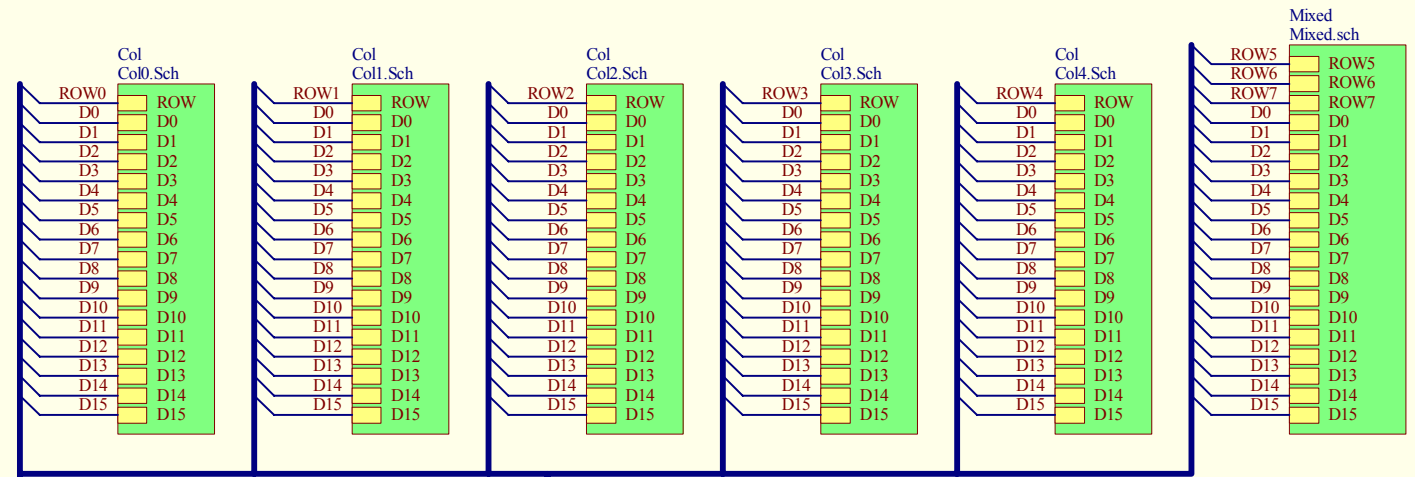 Col
Col0.Sch
ROW0 ROW
D0 D0
D1 D1
D2 D2
D3 D3
D4 D4
D5 D5
D6 D6
D7 D7
D8 D8
D9 D9
D10 D10
D11 D11
D12 D12
D13 D13
D14 D14
D15 D15
Col
Col1.Sch
ROW1 ROW
D0 D0
D1 D1
D2 D2
D3 D3
D4 D4
D5 D5
D6 D6
D7 D7
D8 D8
D9 D9
D10 D10
D11 D11
D12 D12
D13 D13
D14 D14
D15 D15
Col
Col2.Sch
ROW2 ROW
D0 D0
D1 D1
D2 D2
D3 D3
D4 D4
D5 D5
D6 D6
D7 D7
D8 D8
D9 D9
D10 D10
D11 D11
D12 D12
D13 D13
D14 D14
D15 D15
Col
Col3.Sch
ROW3 ROW
D0 D0
D1 D1
D2 D2
D3 D3
D4 D4
D5 D5
D6 D6
D7 D7
D8 D8
D9 D9
D10 D10
D11 D11
D12 D12
D13 D13
D14 D14
D15 D15
Col
Col4.Sch
ROW4 ROW
D0 D0
D1 D1
D2 D2
D3 D3
D4 D4
D5 D5
D6 D6
D7 D7
D8 D8
D9 D9
D10 D10
D11 D11
D12 D12
D13 D13
D14 D14
D15 D15
Mixed
Mixed.sch
ROW5 ROW5
ROW6 ROW6
ROW7 ROW7
D0 D0
D1 D1
D2 D2
D3 D3
D4 D4
D5 D5
D6 D6
D7 D7
D8 D8
D9 D9
D10 D10
D11 D11
D12 D12
D13 D13
D14 D14
D15 D15